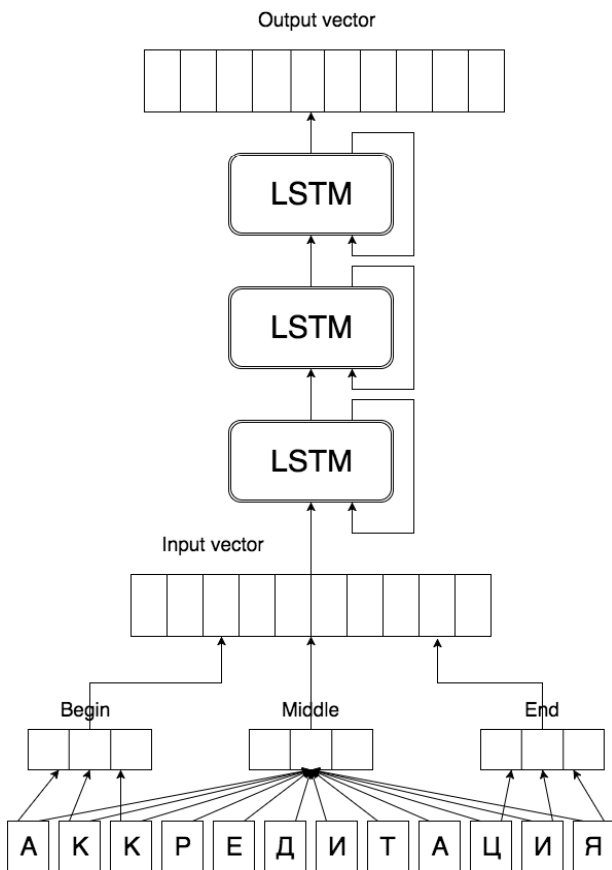 Output vector
LSTM
LSTM
LSTM
Input vector
Begin Middle End
А К К Р Е Д И Т А Ц И Я